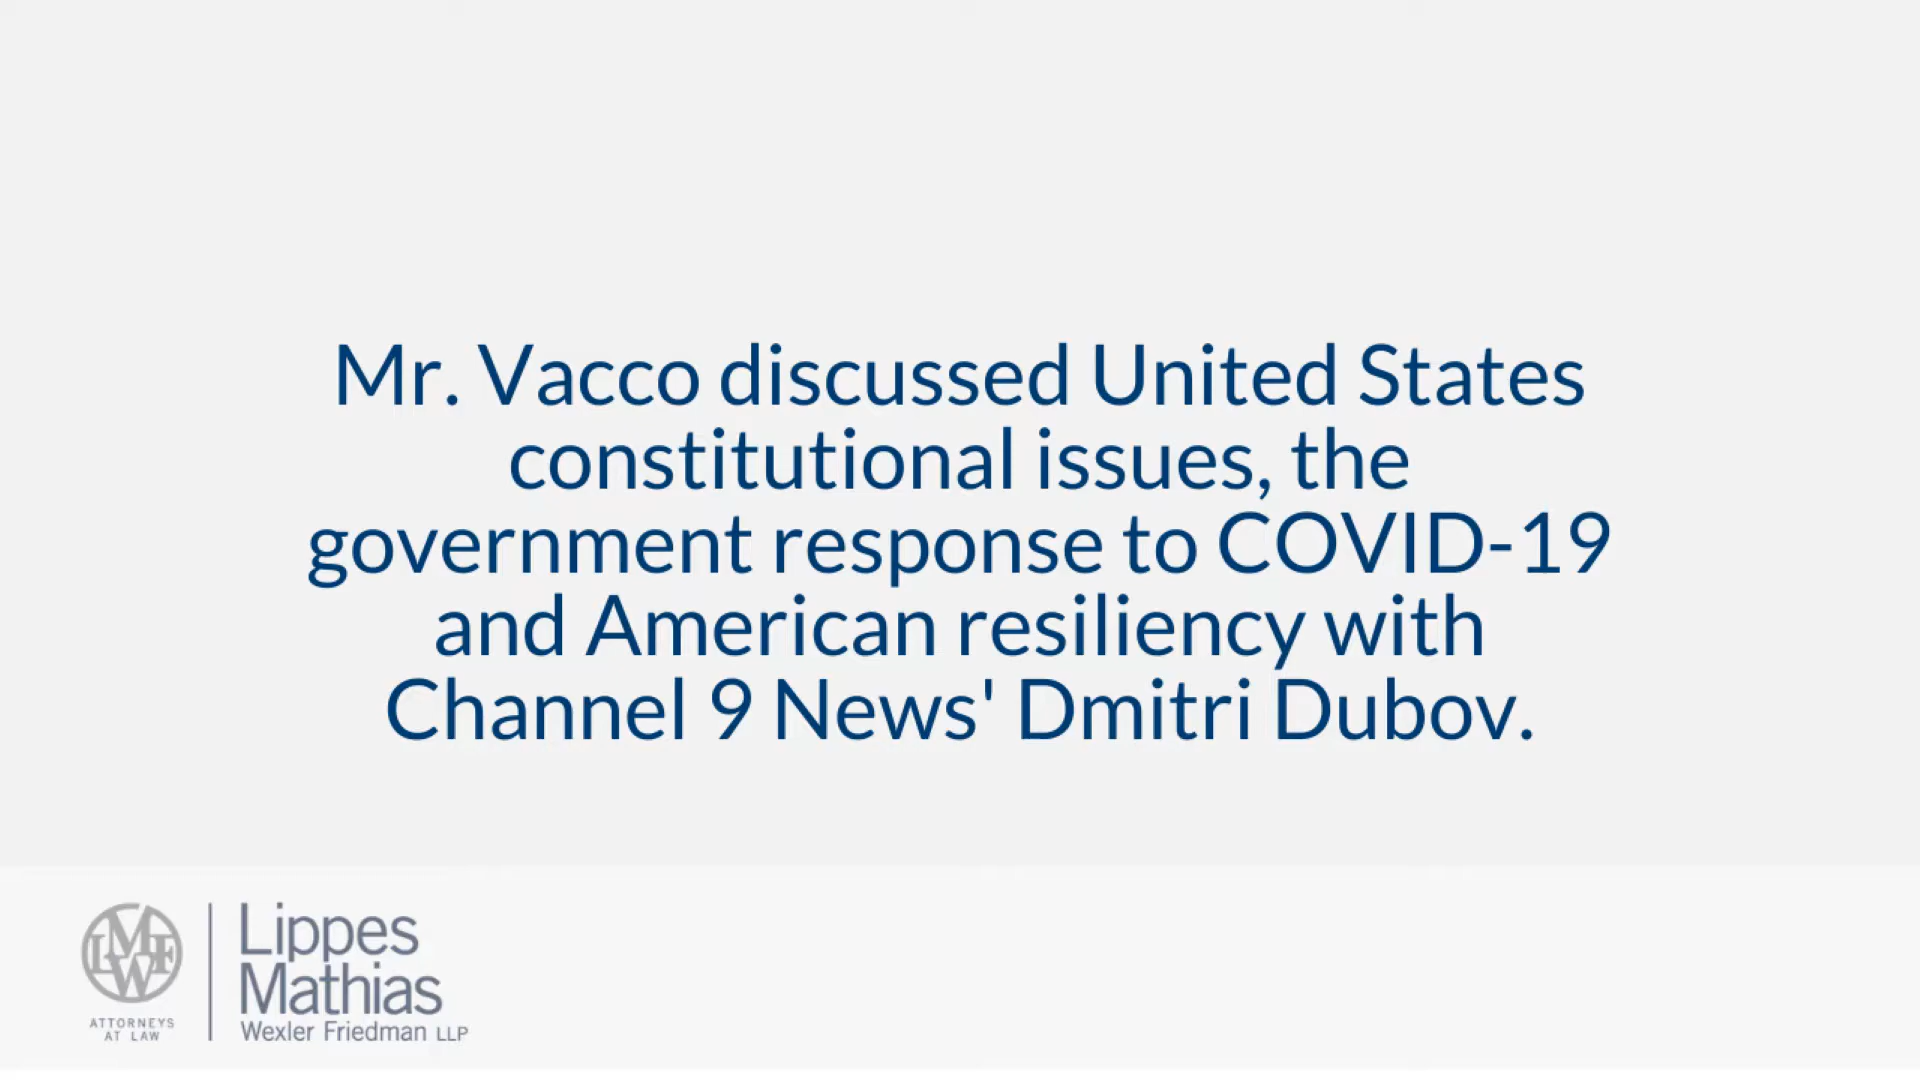 Mr. Vacco discussed United States
constitutional issues, the
government response to COVID-19
and American resiliency with
Channel 9 News' Dmitri Dubov.
LMFW
ATTORNEYS
AT LAW
Lippes
Mathias
Wexler Friedman LLP